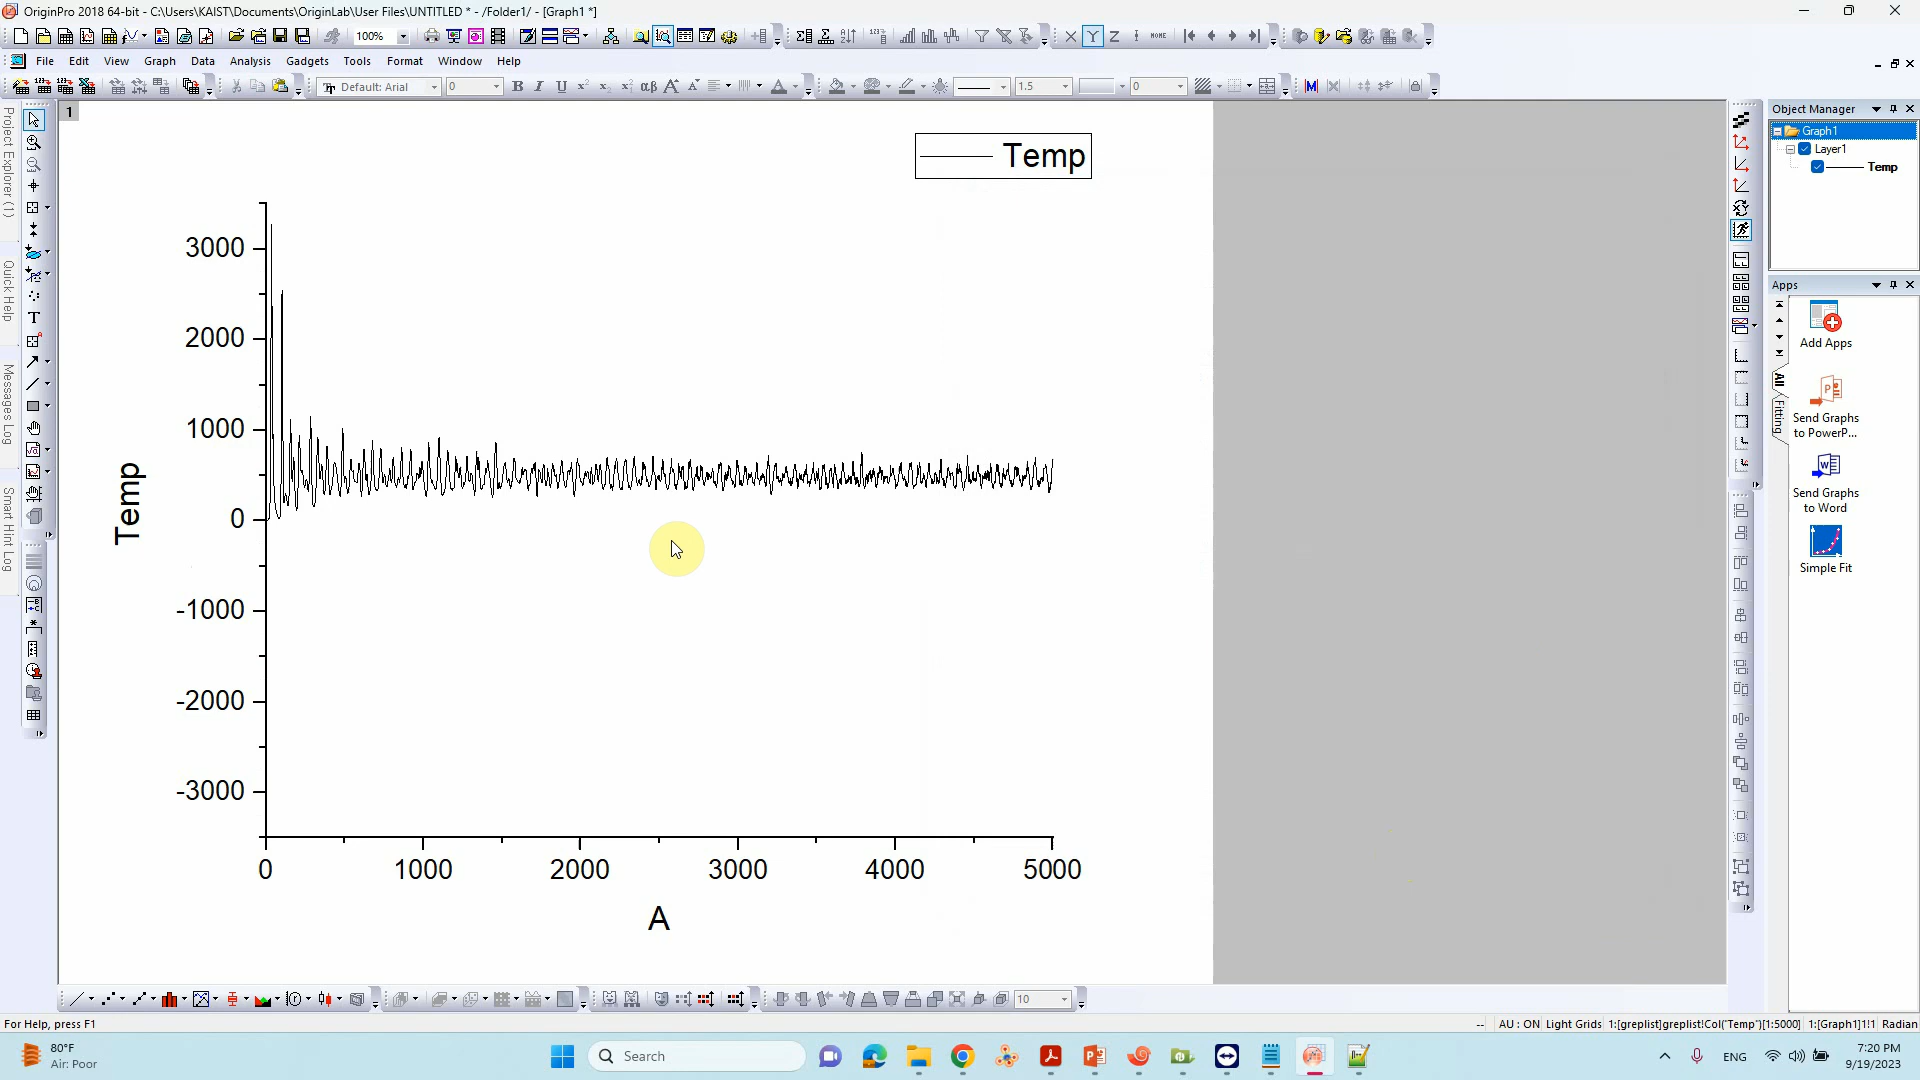 OriginPro 2018 64-bit - C:\Users\KAIST\Documents\OriginLab\User Files\UNTITLED * - /Folder1/ - [Graph1 *]
100%
X Y Z NONE
File Edit View Graph Data Analysis Gadgets Tools Format Window Help
Default: Arial 0 B I U αβ A A 1.5 0
1
Project Explorer (1)
Quick Help
Messages Log
Smart Hint Log
Temp
3000
2000
1000
0
-1000
-2000
-3000
Temp
0 1000 2000 3000 4000 5000
A
Object Manager
Graph1
Layer1
Temp
Apps
All
Fitting
Add Apps
Send Graphs
to PowerP...
Send Graphs
to Word
Simple Fit
10
For Help, press F1
-- AU : ON Light Grids 1:[greplist]greplist!Col("Temp")[1:5000] 1:[Graph1]1!1 Radian
80°F
Air: Poor
Search
ENG
7:20 PM
9/19/2023